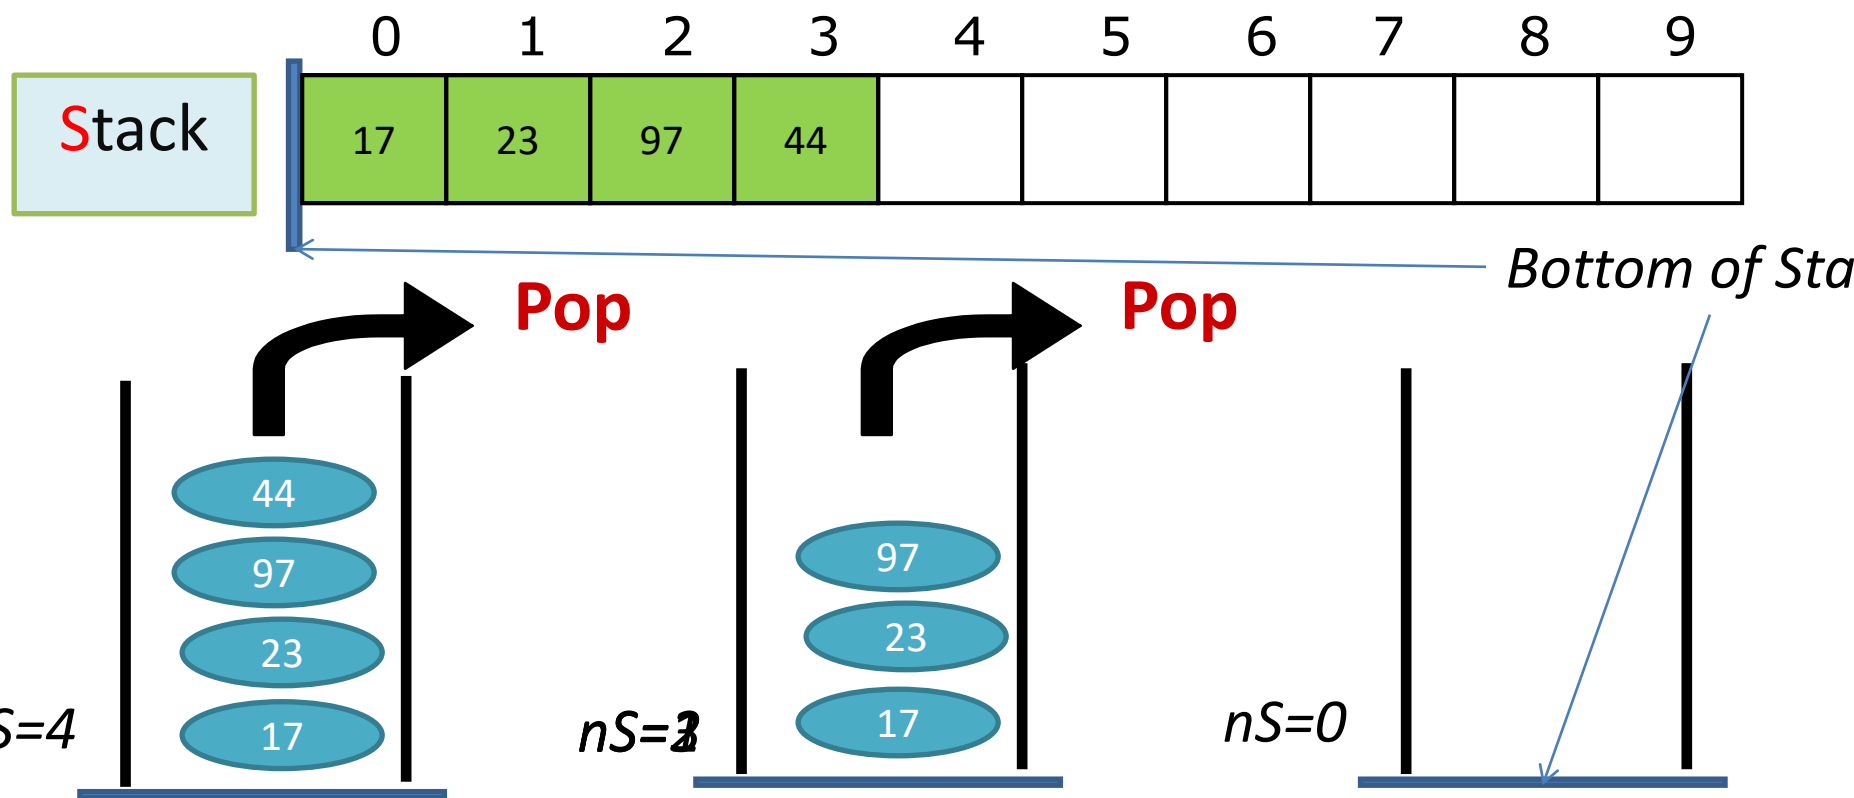 0 1 2 3 4 5 6 7 8 9
Stack 17 23 97 44
Bottom of Sta
Pop Pop
44
97 97
23 23
17 17
S=4 nS= nS=0